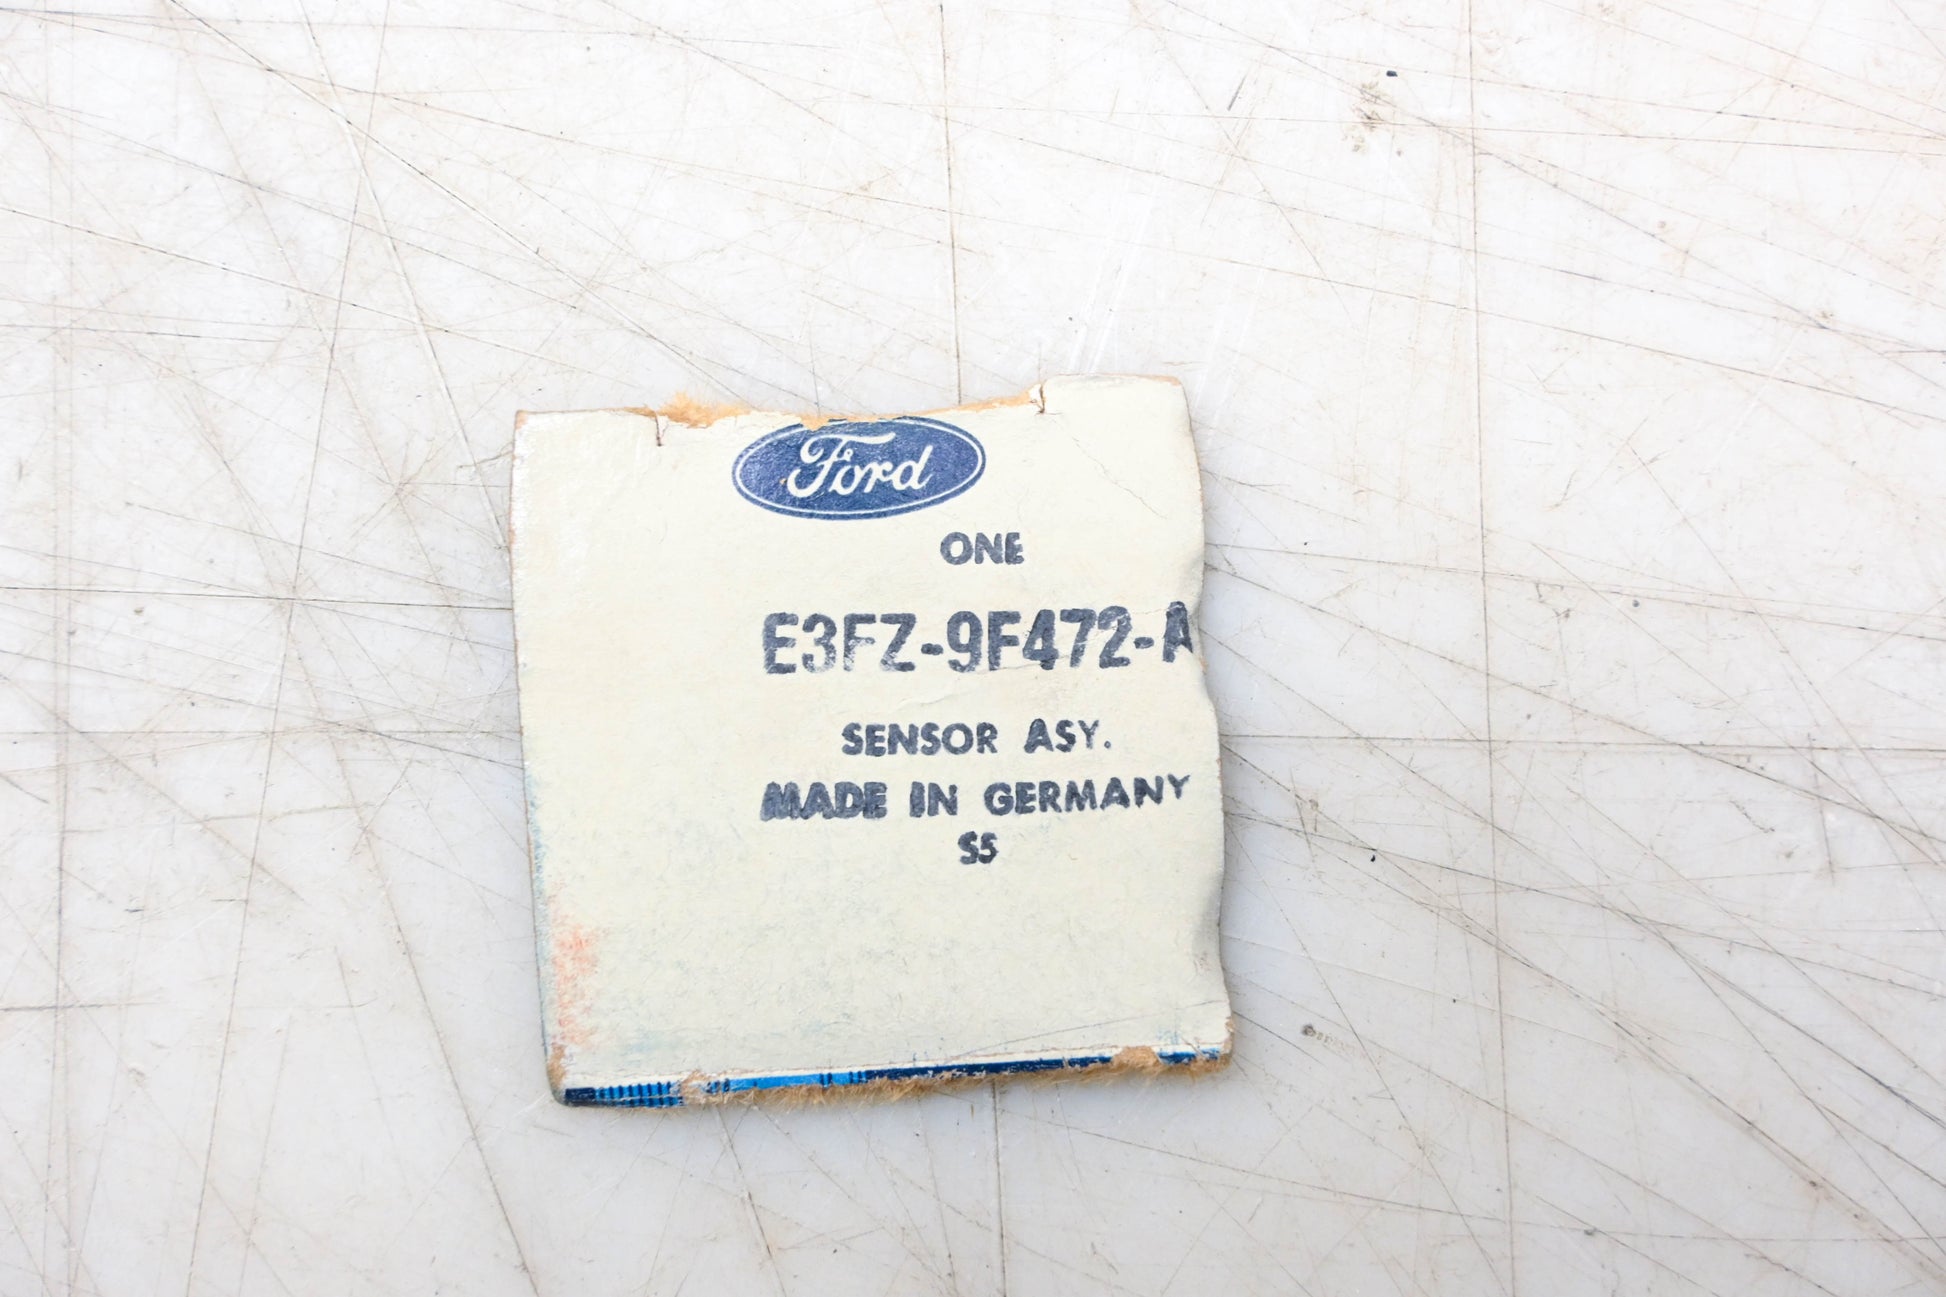 Ford
ONE
E3FZ-9F472-A
SENSOR ASY.
MADE IN GERMANY
S5